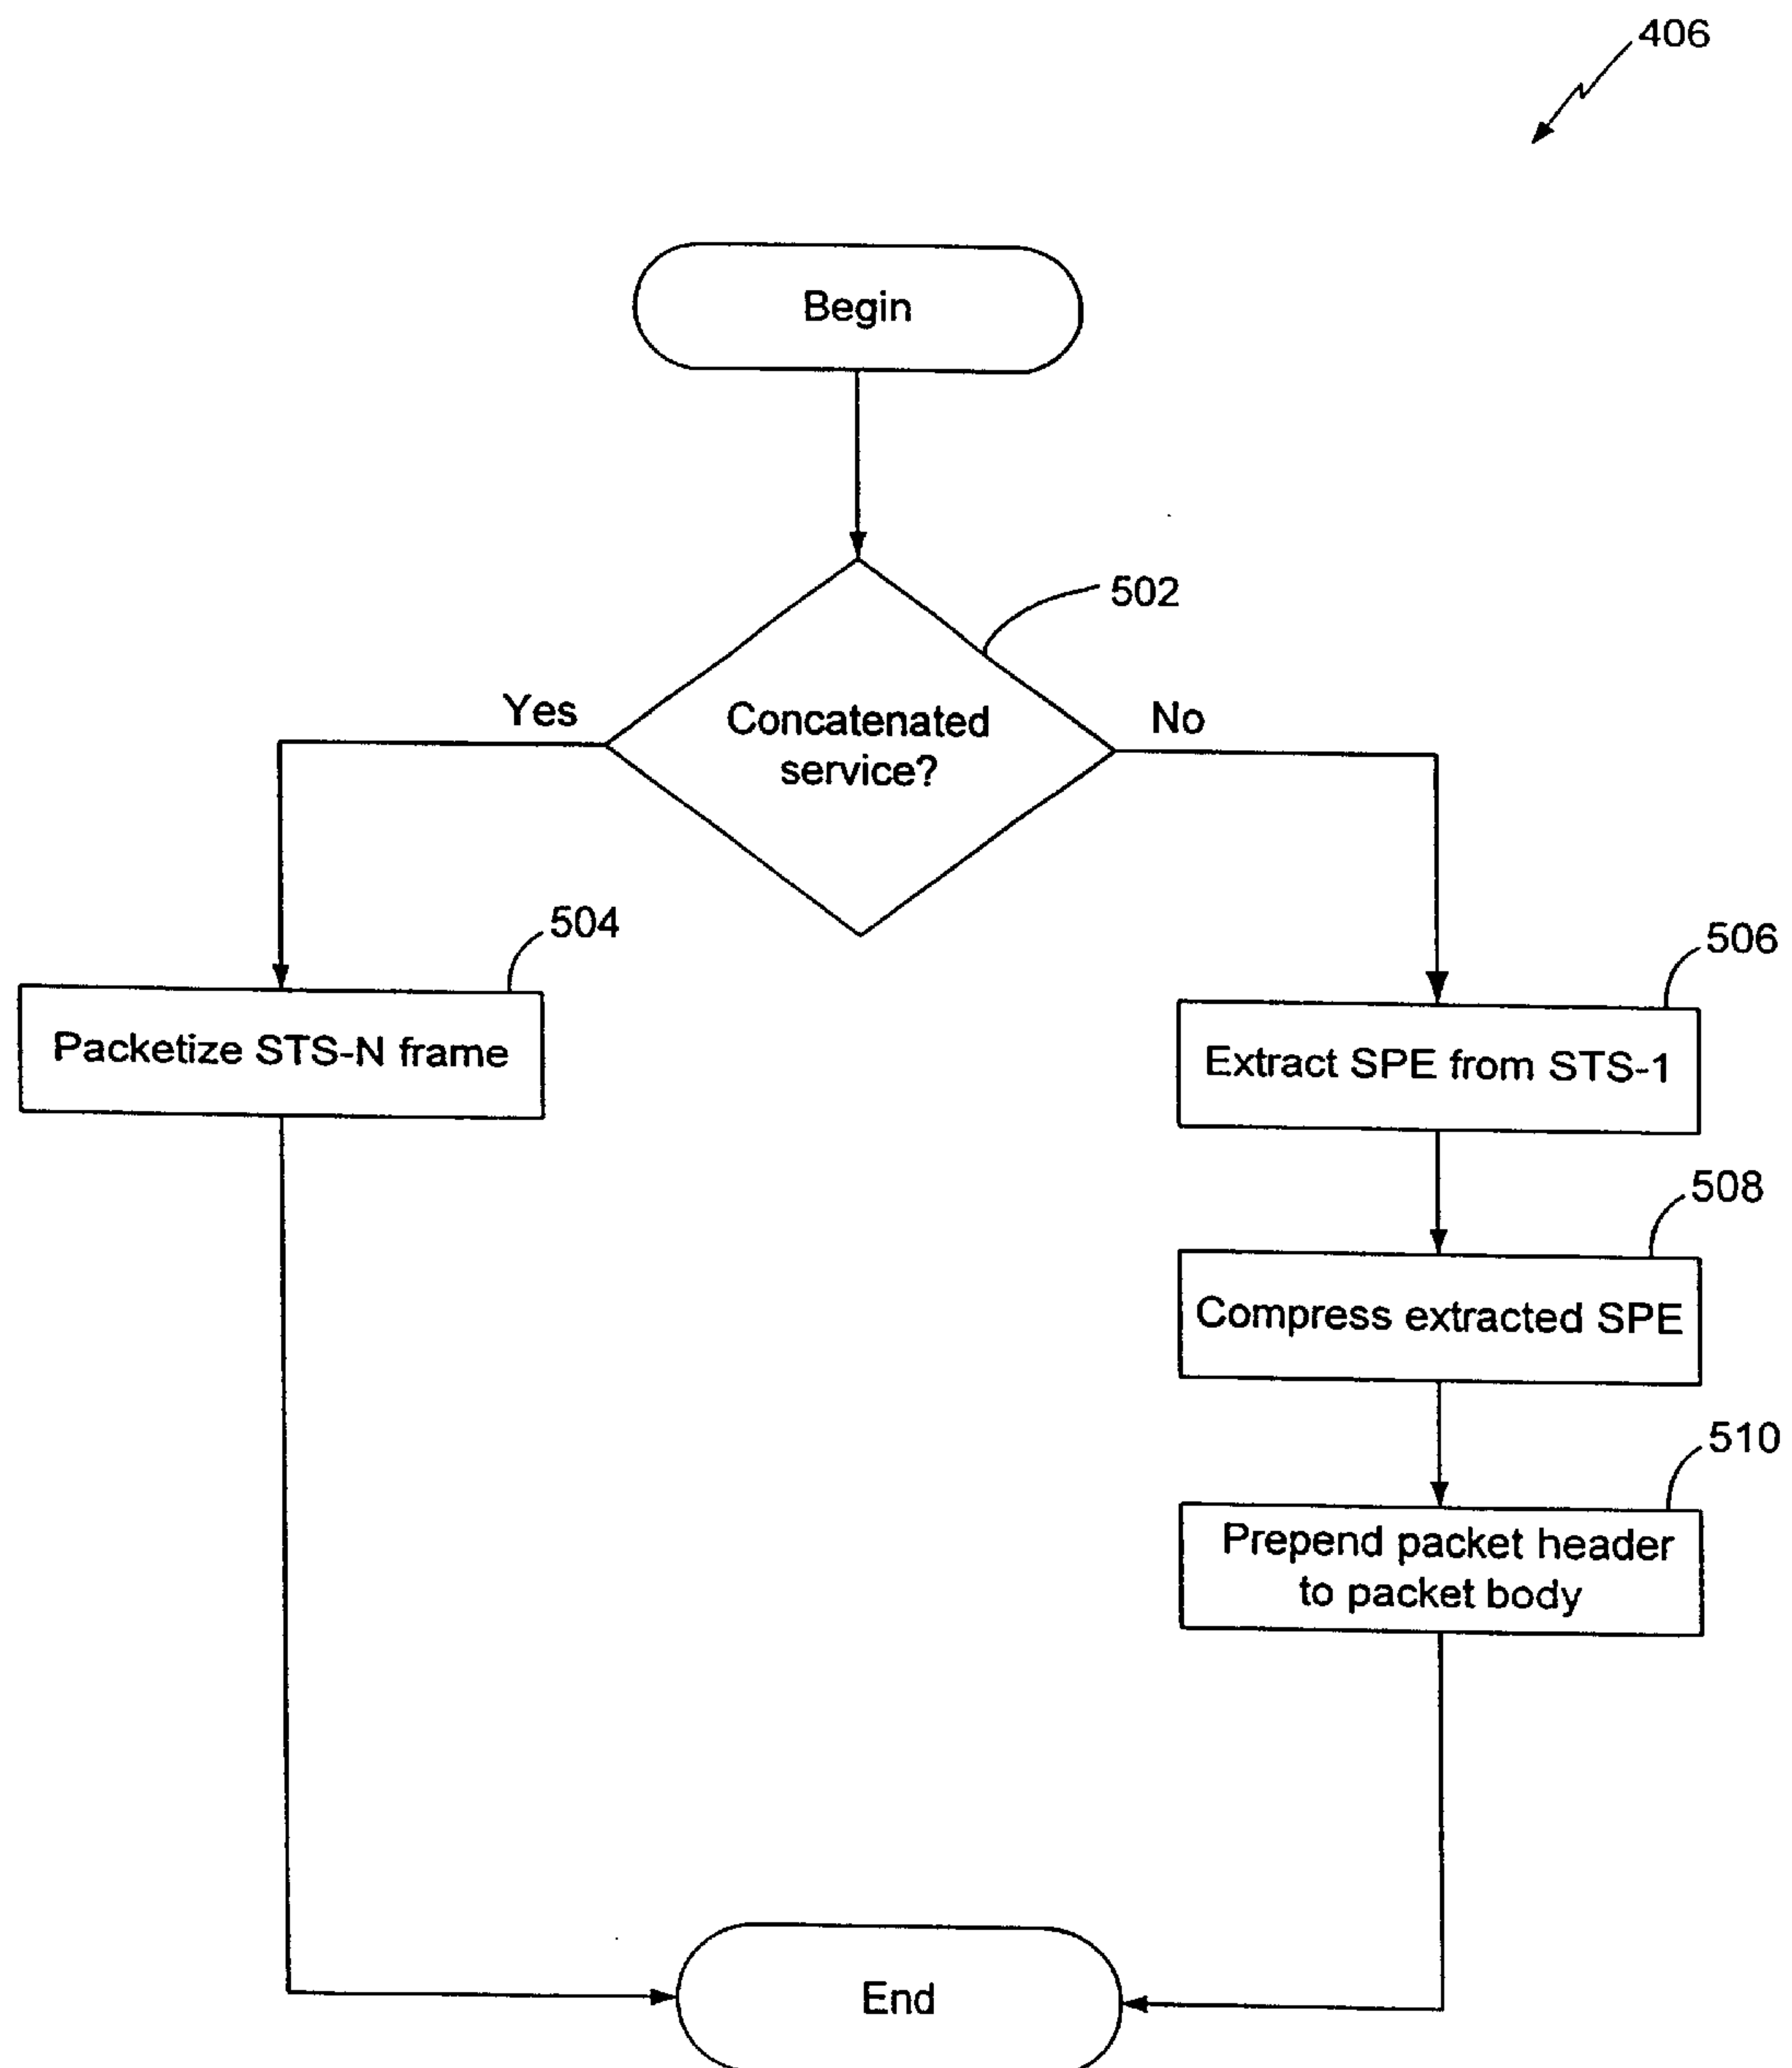 406
Begin
502
Yes
Concatenated
service?
No
504
Packetize STS-N frame
506
Extract SPE from STS-1
508
Compress extracted SPE
510
Prepend packet header
to packet body
End